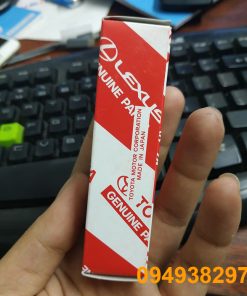 LEXUS
GENUINE PA
TOYOTA MOTOR CORPORATION
MADE IN JAPAN
TO
GENUINE PA
094938297